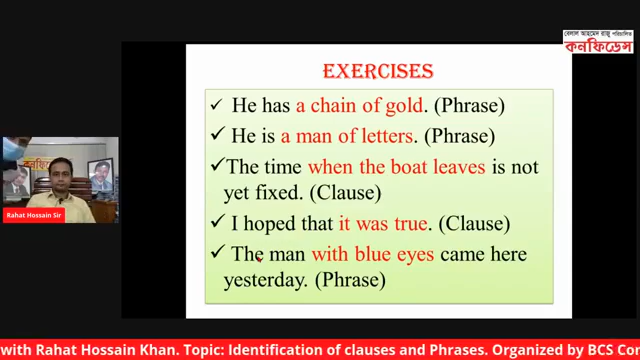 বেলাল আহমেদ রাজু পরিচালিত
কনফিডেন্স
EXERCISES
✓ He has a chain of gold. (Phrase)
✓ He is a man of letters. (Phrase)
✓ The time when the boat leaves is not
yet fixed. (Clause)
✓ I hoped that it was true. (Clause)
✓ The man with blue eyes came here
yesterday. (Phrase)
কনফিডেন্স
Rahat Hossain Sir
with Rahat Hossain Khan. Topic: Identification of clauses and Phrases. Organized by BCS Con